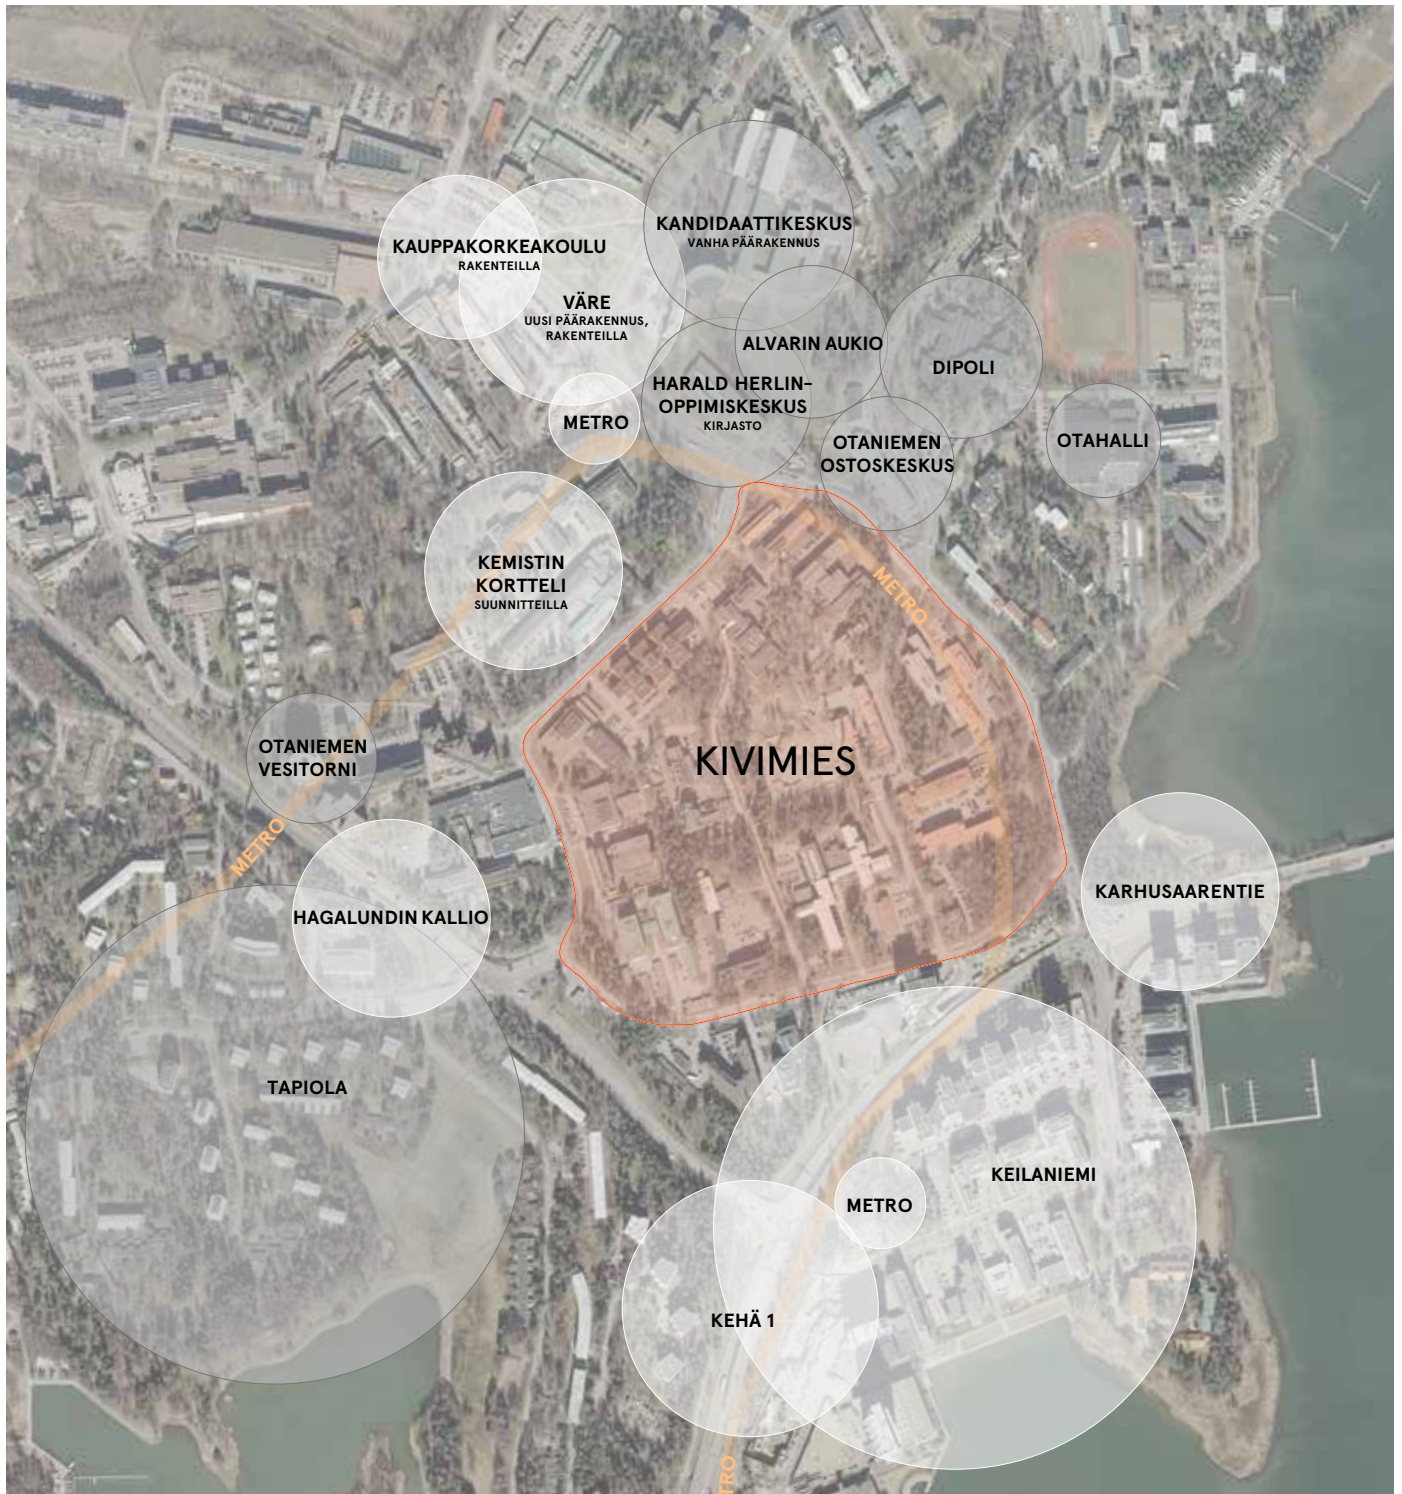 KANDIDAATTIKESKUS
VANHA PÄÄRAKENNUS
KAUPPAKORKEAKOULU
RAKENTEILLA
VÄRE
UUSI PÄÄRAKENNUS,
RAKENTEILLA
ALVARIN AUKIO
DIPOLI
HARALD HERLIN-
OPPIMISKESKUS
KIRJASTO
METRO
OTANIEMEN
OSTOSKESKUS
OTAHALLI
KEMISTIN
KORTTELI
SUUNNITTEILLA
METRO
OTANIEMEN
VESITORNI
KIVIMIES
METRO
KARHUSAARENTIE
HAGALUNDIN KALLIO
TAPIOLA
KEILANIEMI
METRO
KEHÄ 1
TRO